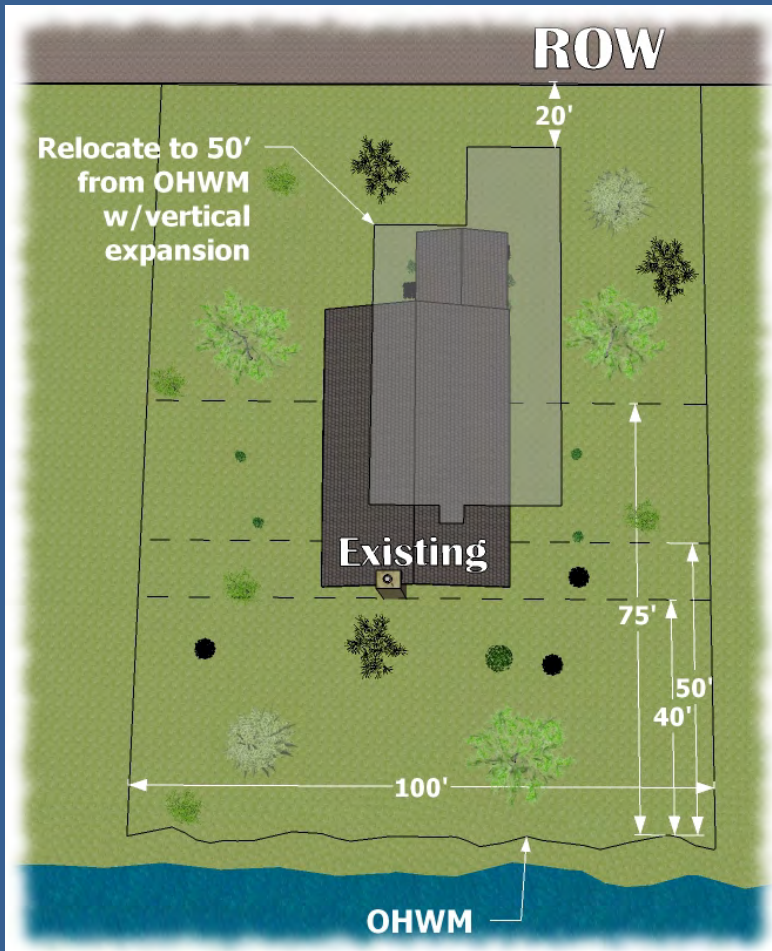 ROW
20'
Relocate to 50’
from OHWM
w/vertical
expansion
Existing
75'
50'
40'
100'
OHWM